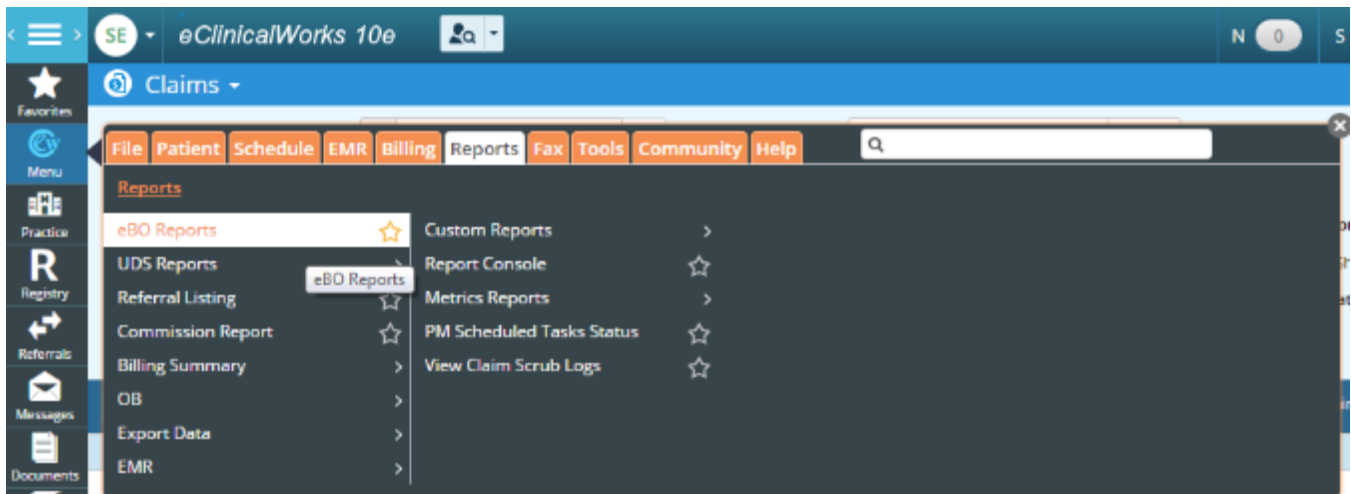 SE eClinicalWorks 10e N 0 S
Claims
Favorites
Menu
Practice
R
Registry
Referrals
Messages
Documents
File Patient Schedule EMR Billing Reports Fax Tools Community Help
Reports
eBO Reports
UDS Reports
eBO Reports
Referral Listing
Commission Report
Billing Summary
OB
Export Data
EMR
Custom Reports
Report Console
Metrics Reports
PM Scheduled Tasks Status
View Claim Scrub Logs